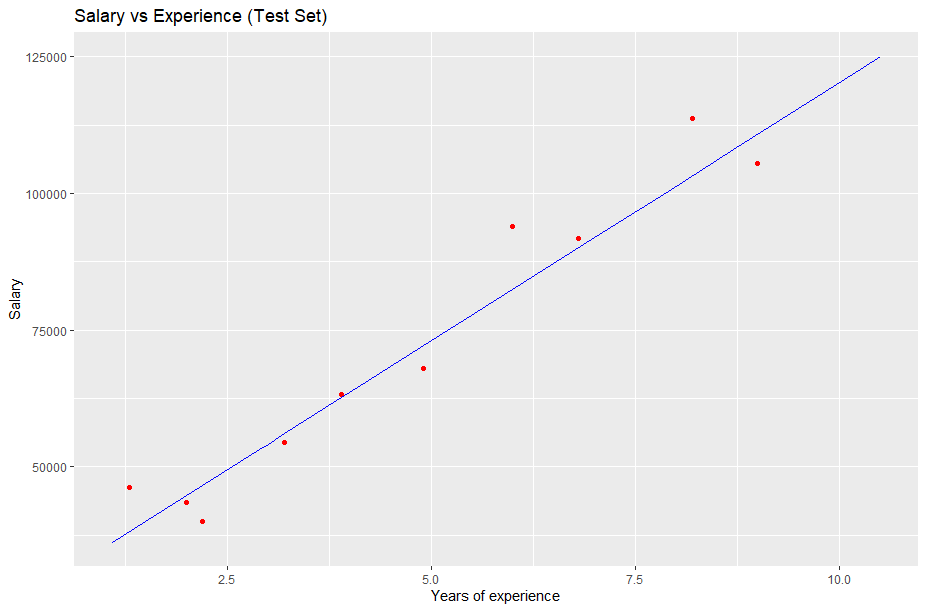 Salary vs Experience (Test Set)
125000
100000
75000
50000
Salary
2.5
5.0
7.5
10.0
Years of experience